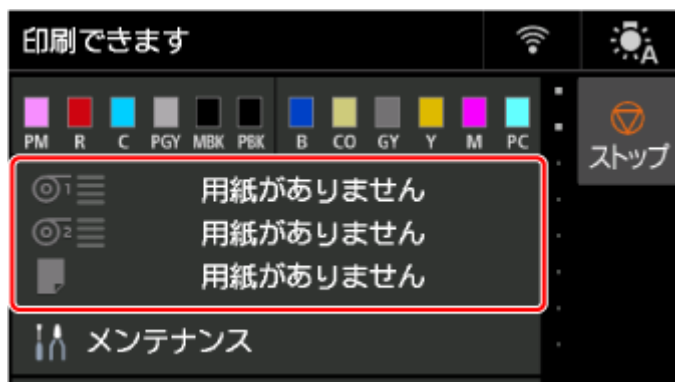 印刷できます
A
PM R C PGY MBK PBK B CO GY Y M PC
ストップ
1 用紙がありません
2 用紙がありません
用紙がありません
メンテナンス